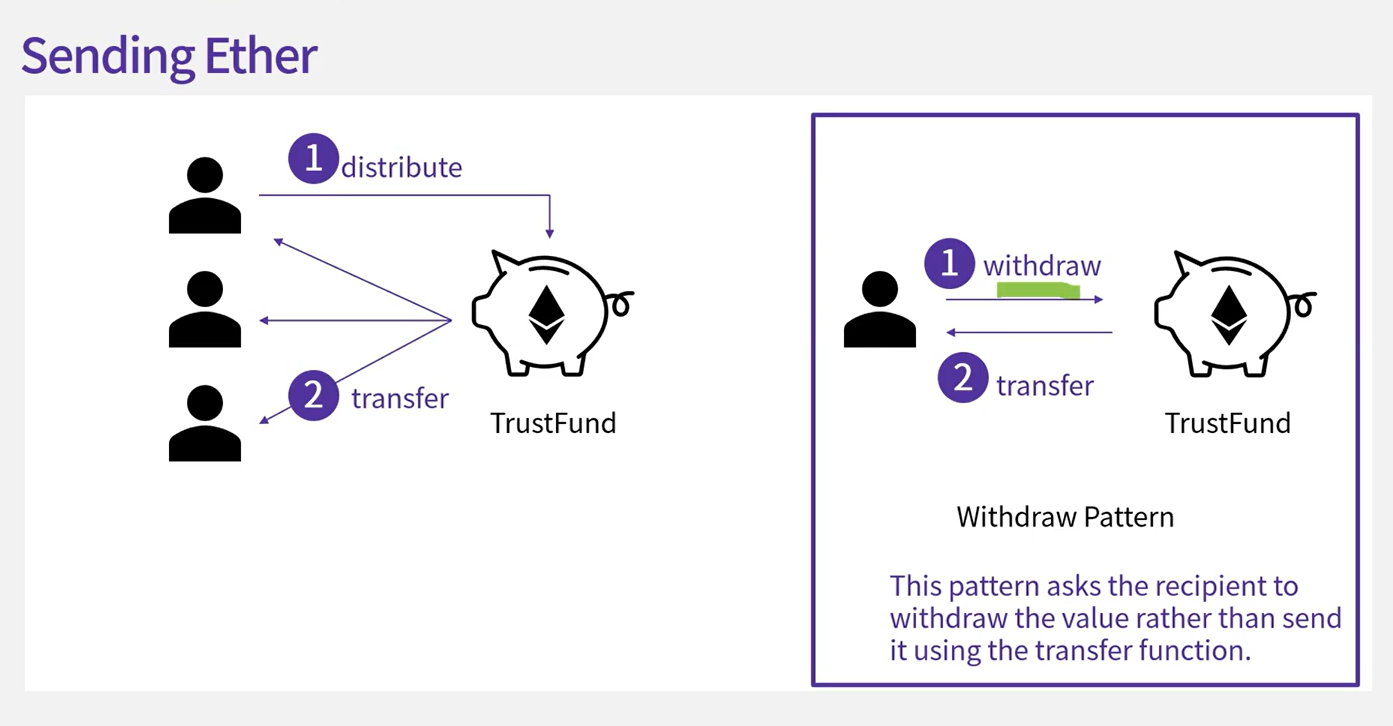 Sending Ether
1 distribute
2 transfer
TrustFund
1 withdraw
2 transfer
TrustFund
Withdraw Pattern
This pattern asks the recipient to
withdraw the value rather than send
it using the transfer function.